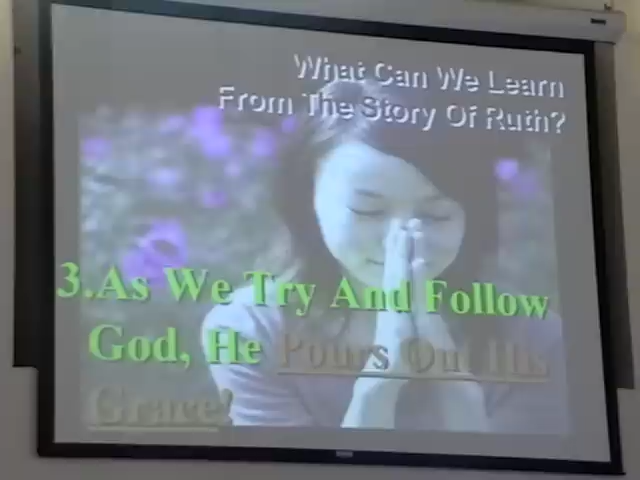 What Can We Learn
From The Story Of Ruth?
3.As We Try And Follow
God, He Pours Out His
Grace!